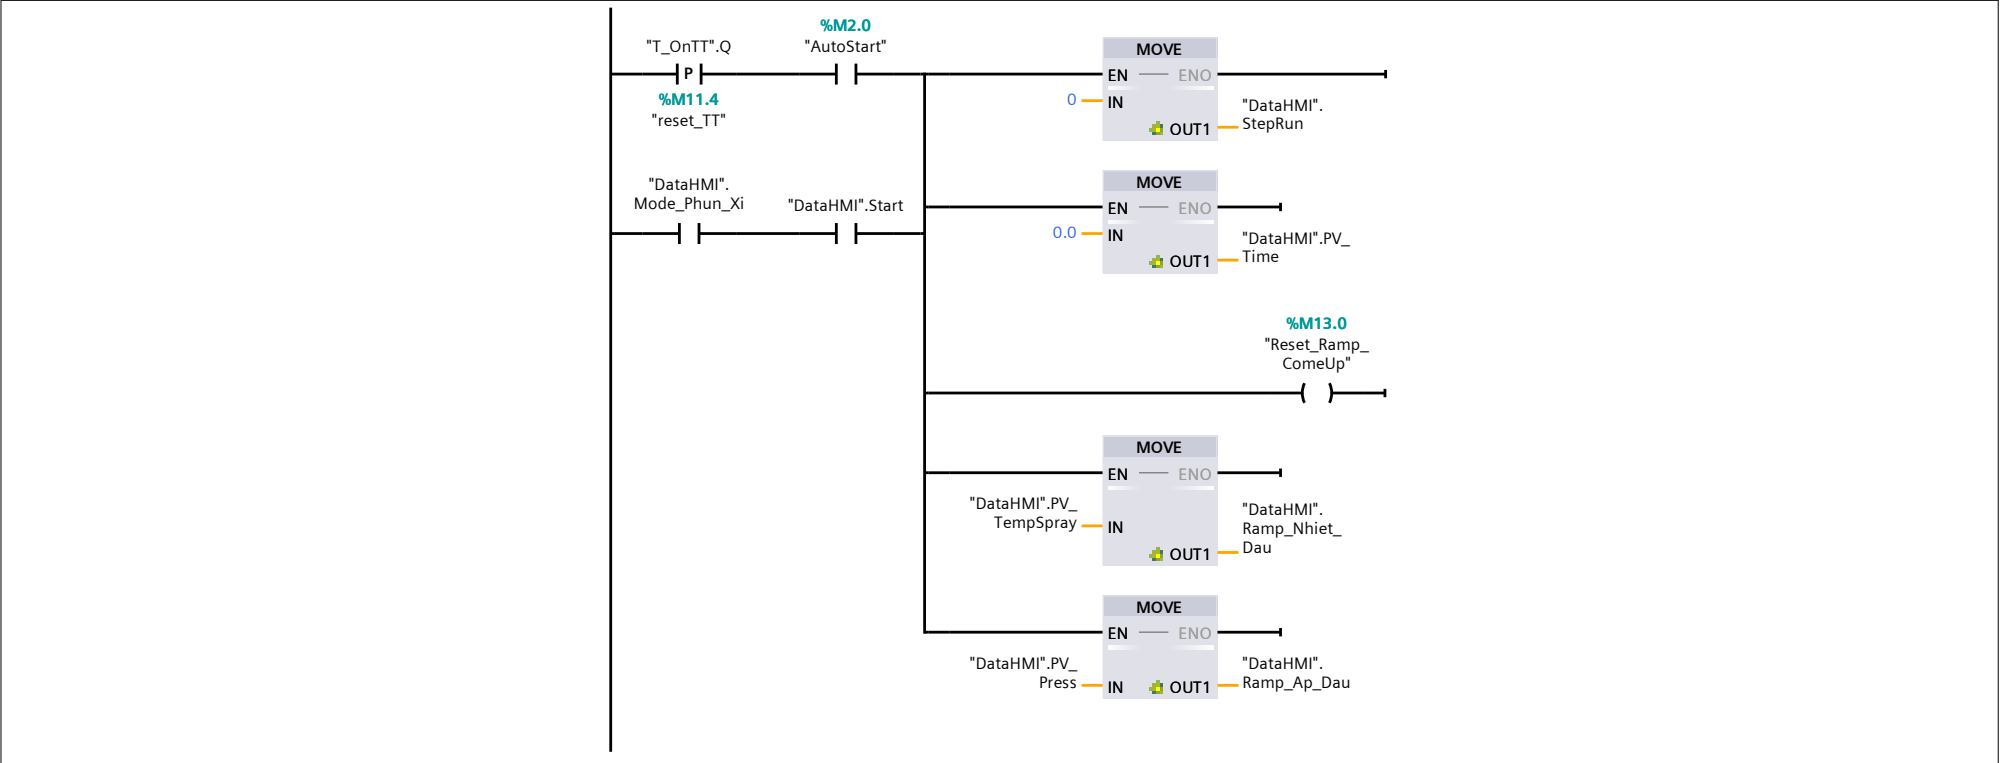 %M2.0
"T_OnTT".Q
"AutoStart"
P
%M11.4
"reset_TT"
MOVE
EN
ENO
0
IN
OUT1
"DataHMI".
StepRun
"DataHMI".
Mode_Phun_Xi
"DataHMI".Start
MOVE
EN
ENO
0.0
IN
OUT1
"DataHMI".PV_
Time
%M13.0
"Reset_Ramp_
ComeUp"
MOVE
EN
ENO
"DataHMI".PV_
TempSpray
IN
OUT1
"DataHMI".
Ramp_Nhiet_
Dau
MOVE
EN
ENO
"DataHMI".PV_
Press
IN
OUT1
"DataHMI".
Ramp_Ap_Dau